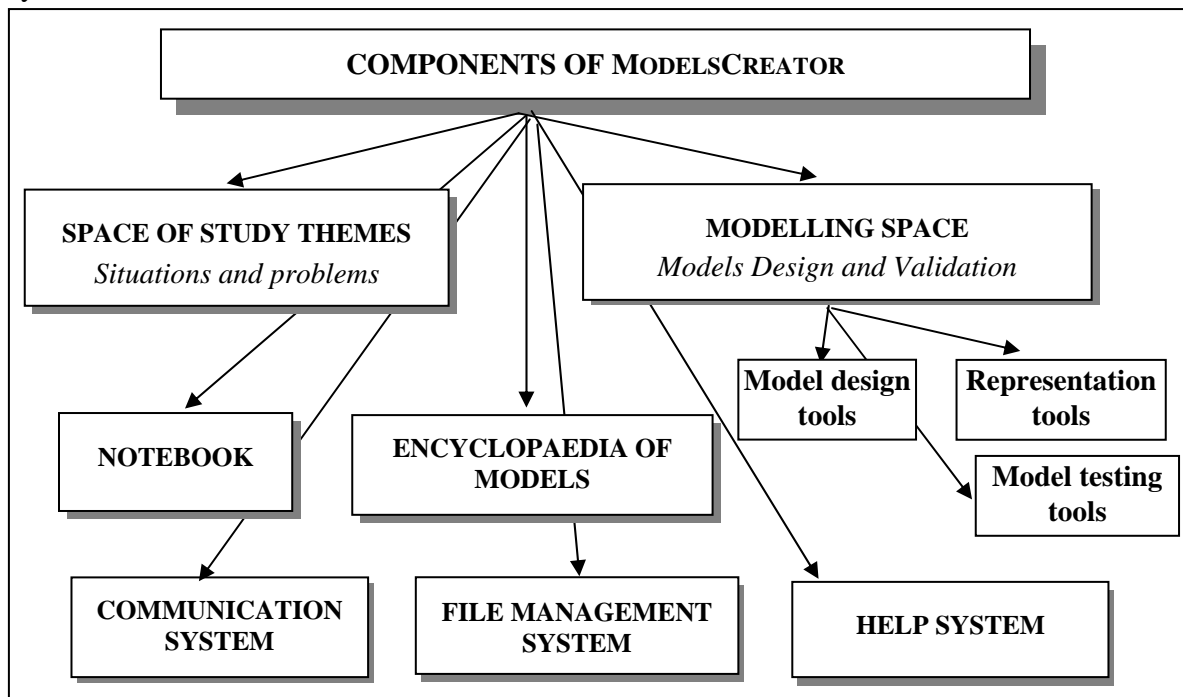 COMPONENTS OF MODELSCREATOR
SPACE OF STUDY THEMES
Situations and problems
MODELLING SPACE
Models Design and Validation
Model design
tools
Representation
tools
NOTEBOOK
ENCYCLOPAEDIA OF
MODELS
Model testing
tools
COMMUNICATION
SYSTEM
FILE MANAGEMENT
SYSTEM
HELP SYSTEM